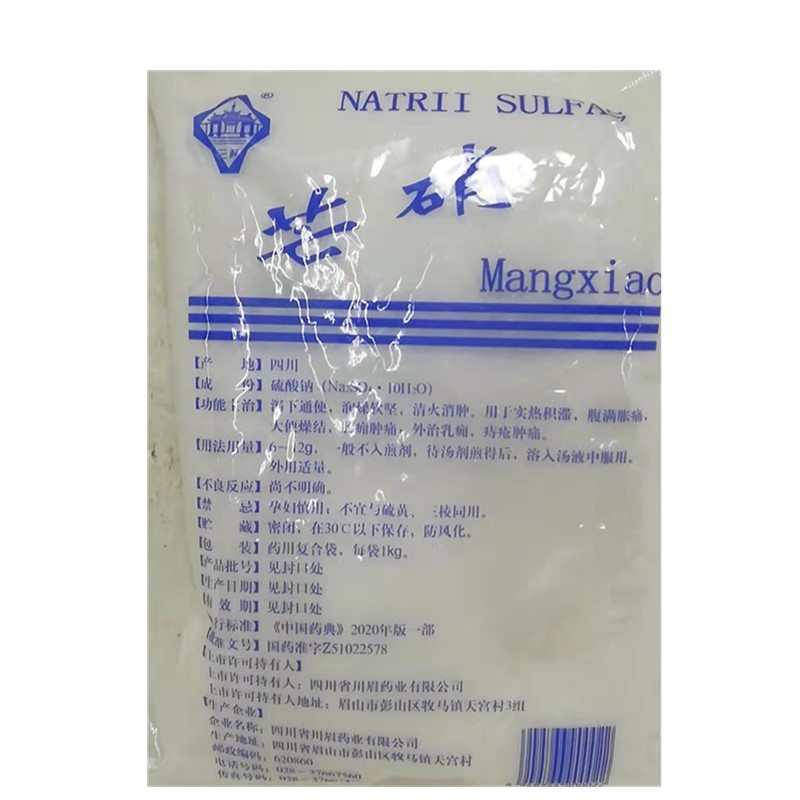 ®
NATRII SULFAS
芒硝
Mangxiao
【产 地】四川
【成 份】硫酸钠（Na₂SO₄·10H₂O）
【功能主治】泻下通便，润燥软坚，清火消肿。用于实热积滞，腹满胀痛，
大便燥结，肠痈肿痛；外治乳痈，痔疮肿痛。
【用法用量】6~12g，一般不入煎剂，待汤剂煎得后，溶入汤液中服用。
外用适量。
【不良反应】尚不明确。
【禁 忌】孕妇慎用；不宜与硫黄、三棱同用。
【贮 藏】密闭，在30℃以下保存，防风化。
【包 装】药用复合袋，每袋1kg。
【产品批号】见封口处
【生产日期】见封口处
【有 效 期】见封口处
【执行标准】《中国药典》2020年版一部
【批准文号】国药准字Z51022578
【上市许可持有人】
上市许可持有人：四川省川眉药业有限公司
上市许可持有人地址：眉山市彭山区牧马镇天宫村3组
【生产企业】
企业名称：四川省川眉药业有限公司
生产地址：四川省眉山市彭山区牧马镇天宫村
邮政编码：620860
电话号码：028-37667560
传真号码：028-3766